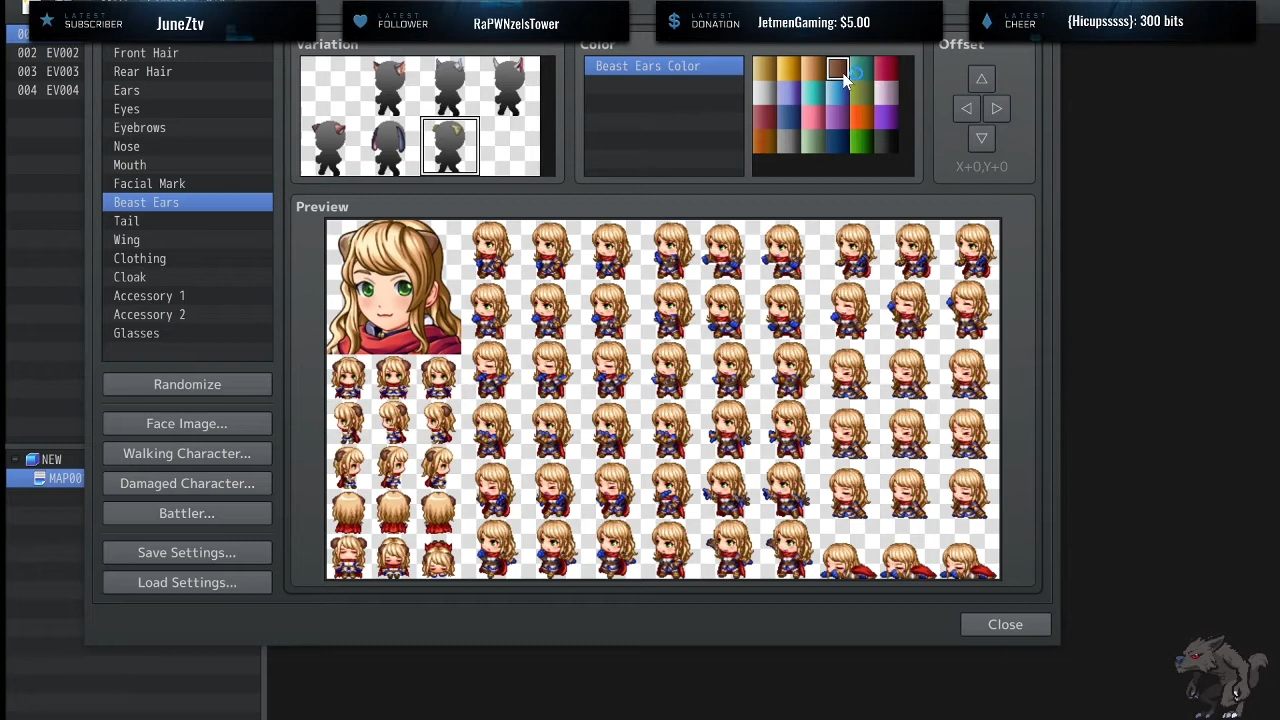 LATEST
SUBSCRIBER
JuneZtv
LATEST
FOLLOWER
RaPWNzelsTower
LATEST
DONATION
JetmenGaming: $5.00
LATEST
CHEER
{Hicupsssss}: 300 bits
002 EV002
003 EV003
004 EV004
NEW
MAP00
Front Hair
Rear Hair
Ears
Eyes
Eyebrows
Nose
Mouth
Facial Mark
Beast Ears
Tail
Wing
Clothing
Cloak
Accessory 1
Accessory 2
Glasses
Randomize
Face Image...
Walking Character...
Damaged Character...
Battler...
Save Settings...
Load Settings...
Variation
Color
Beast Ears Color
Offset
X+0,Y+0
Preview
Close